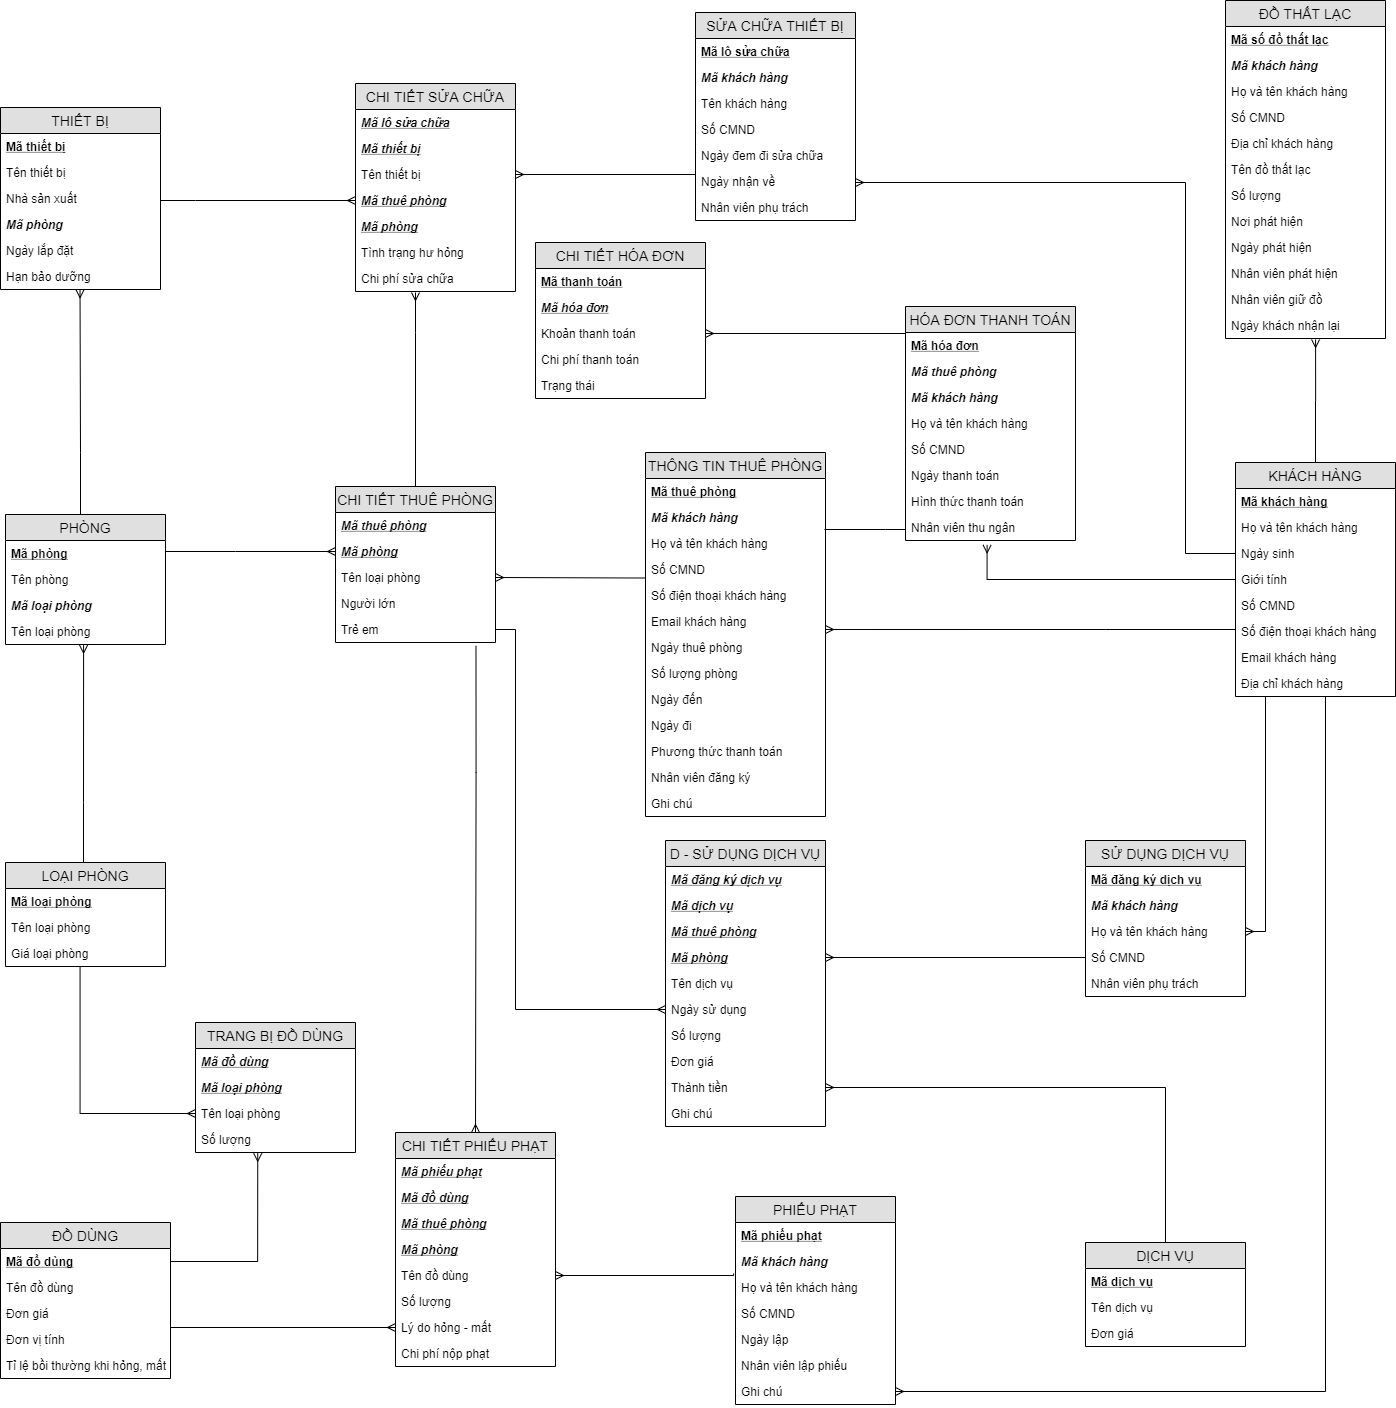 THIẾT BỊ
Mã thiết bị
Tên thiết bị
Nhà sản xuất
Mã phòng
Ngày lắp đặt
Hạn bảo dưỡng
CHI TIẾT SỬA CHỮA
Mã lô sửa chữa
Mã thiết bị
Tên thiết bị
Mã thuê phòng
Mã phòng
Tình trạng hư hỏng
Chi phí sửa chữa
SỬA CHỮA THIẾT BỊ
Mã lô sửa chữa
Mã khách hàng
Tên khách hàng
Số CMND
Ngày đem đi sửa chữa
Ngày nhận về
Nhân viên phụ trách
ĐỒ THẤT LẠC
Mã số đồ thất lạc
Mã khách hàng
Họ và tên khách hàng
Số CMND
Địa chỉ khách hàng
Tên đồ thất lạc
Số lượng
Nơi phát hiện
Ngày phát hiện
Nhân viên phát hiện
Nhân viên giữ đồ
Ngày khách nhận lại
CHI TIẾT HÓA ĐƠN
Mã thanh toán
Mã hóa đơn
Khoản thanh toán
Chi phí thanh toán
Trạng thái
HÓA ĐƠN THANH TOÁN
Mã hóa đơn
Mã thuê phòng
Mã khách hàng
Họ và tên khách hàng
Số CMND
Ngày thanh toán
Hình thức thanh toán
Nhân viên thu ngân
PHÒNG
Mã phòng
Tên phòng
Mã loại phòng
Tên loại phòng
CHI TIẾT THUÊ PHÒNG
Mã thuê phòng
Mã phòng
Tên loại phòng
Người lớn
Trẻ em
THÔNG TIN THUÊ PHÒNG
Mã thuê phòng
Mã khách hàng
Họ và tên khách hàng
Số CMND
Số điện thoại khách hàng
Email khách hàng
Ngày thuê phòng
Số lượng phòng
Ngày đến
Ngày đi
Phương thức thanh toán
Nhân viên đăng ký
Ghi chú
KHÁCH HÀNG
Mã khách hàng
Họ và tên khách hàng
Ngày sinh
Giới tính
Số CMND
Số điện thoại khách hàng
Email khách hàng
Địa chỉ khách hàng
LOẠI PHÒNG
Mã loại phòng
Tên loại phòng
Giá loại phòng
D - SỬ DỤNG DỊCH VỤ
Mã đăng ký dịch vụ
Mã dịch vụ
Mã thuê phòng
Mã phòng
Tên dịch vụ
Ngày sử dụng
Số lượng
Đơn giá
Thành tiền
Ghi chú
SỬ DỤNG DỊCH VỤ
Mã đăng ký dịch vụ
Mã khách hàng
Họ và tên khách hàng
Số CMND
Nhân viên phụ trách
TRANG BỊ ĐỒ DÙNG
Mã đồ dùng
Mã loại phòng
Tên loại phòng
Số lượng
ĐỒ DÙNG
Mã đồ dùng
Tên đồ dùng
Đơn giá
Đơn vị tính
Tỉ lệ bồi thường khi hỏng, mất
CHI TIẾT PHIẾU PHẠT
Mã phiếu phạt
Mã đồ dùng
Mã thuê phòng
Mã phòng
Tên đồ dùng
Số lượng
Lý do hỏng - mất
Chi phí nộp phạt
PHIẾU PHẠT
Mã phiếu phạt
Mã khách hàng
Họ và tên khách hàng
Số CMND
Ngày lập
Nhân viên lập phiếu
Ghi chú
DỊCH VỤ
Mã dịch vụ
Tên dịch vụ
Đơn giá